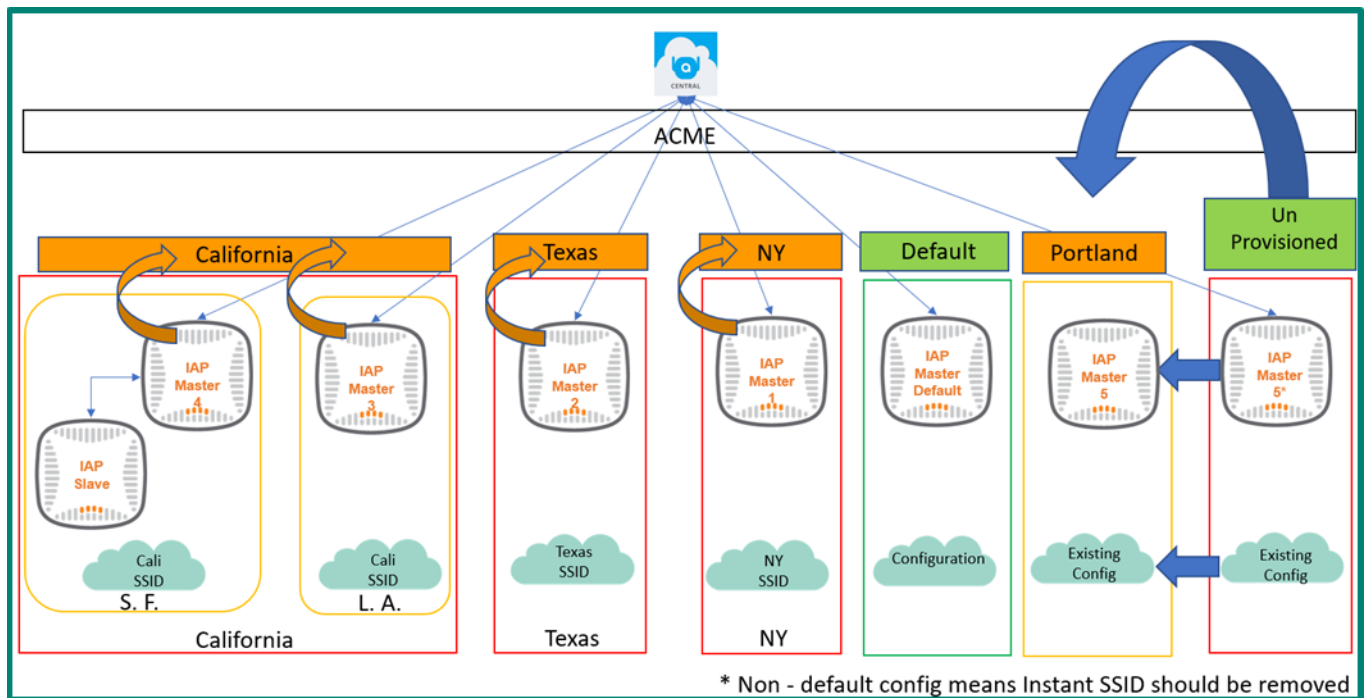 CENTRAL
ACME
California
Texas
NY
Default
Portland
Un
Provisioned
IAP
Master
4
IAP
Slave
Cali
SSID
S. F.
IAP
Master
3
Cali
SSID
L. A.
California
IAP
Master
2
Texas
SSID
Texas
IAP
Master
1
NY
SSID
NY
IAP
Master
Default
Configuration
IAP
Master
5
Existing
Config
IAP
Master
5*
Existing
Config
* Non - default config means Instant SSID should be removed